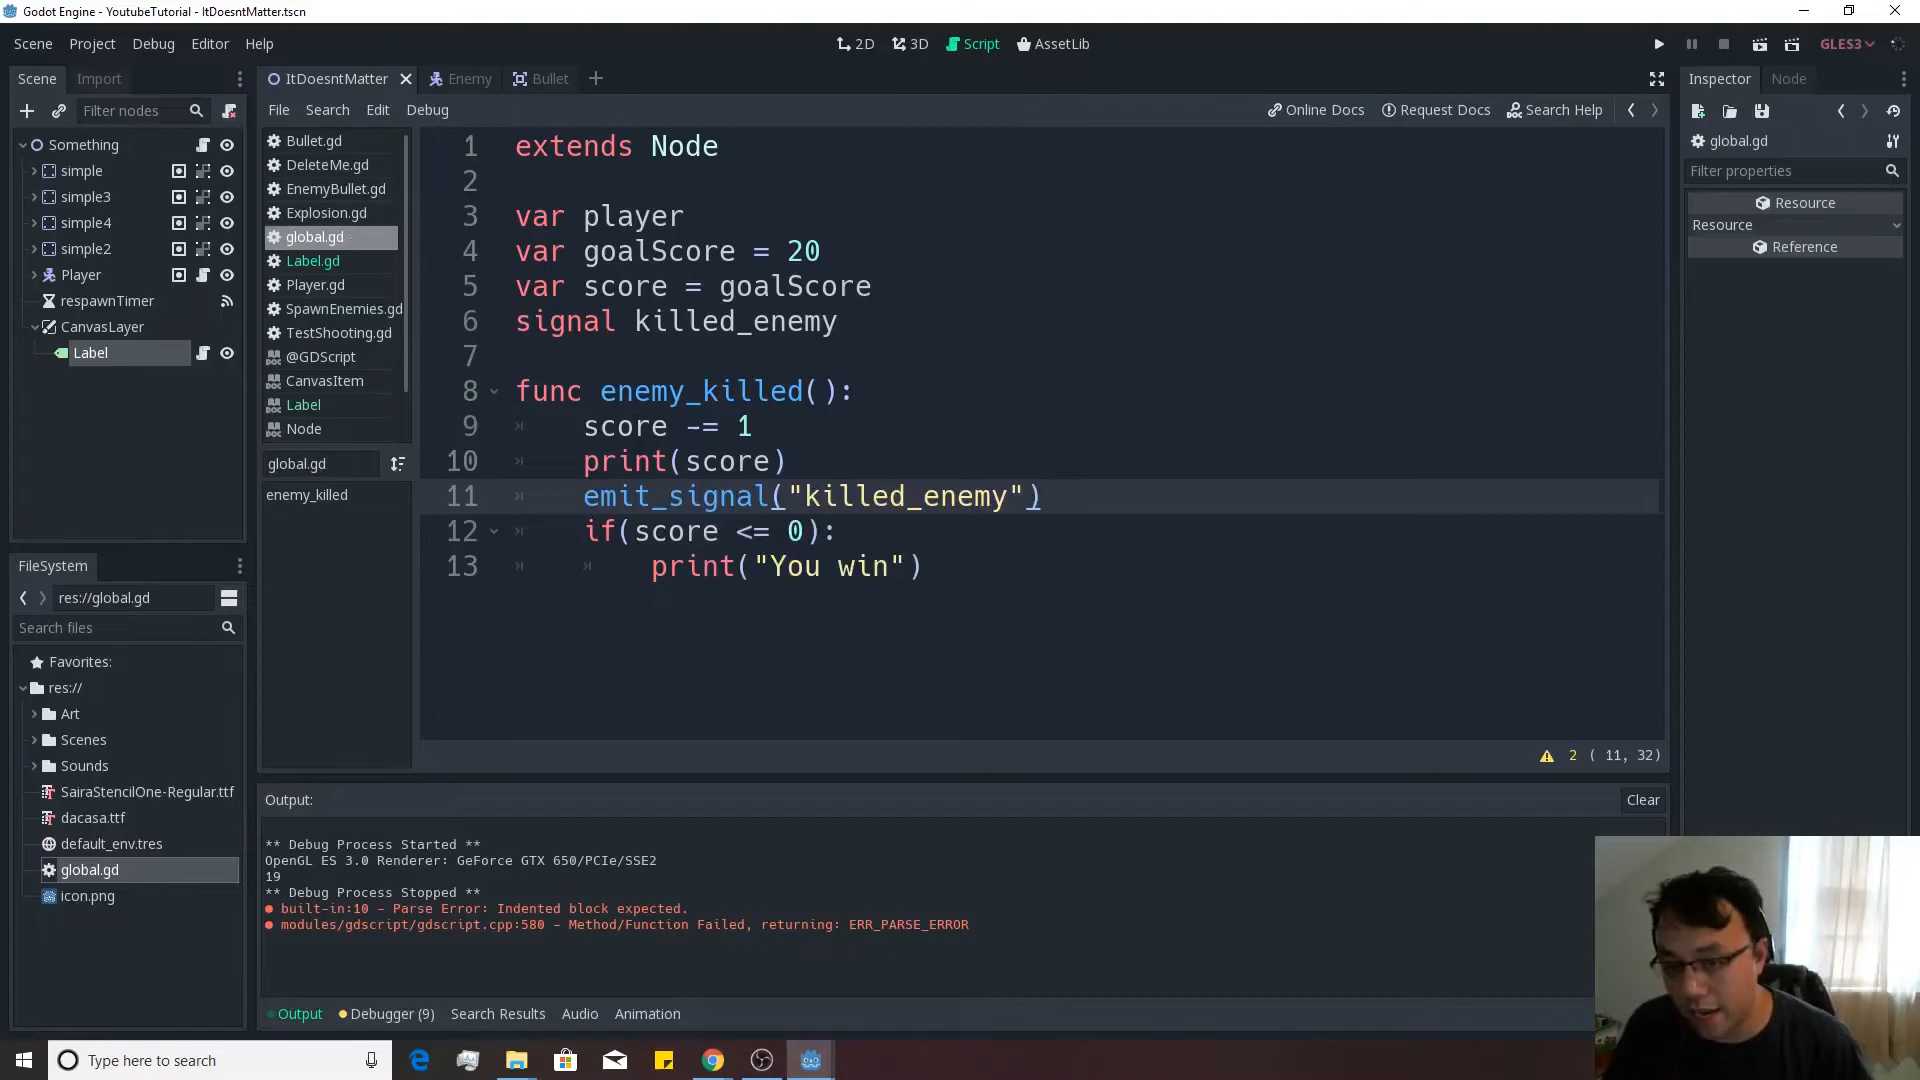 Godot Engine - YoutubeTutorial - ItDoesntMatter.tscn
Scene Project Debug Editor Help
2D 3D Script AssetLib
GLES3
Scene Import
ItDoesntMatter Enemy Bullet
Inspector Node
Filter nodes
File Search Edit Debug
Online Docs Request Docs Search Help
global.gd
Filter properties
Resource
Resource
Reference
Something
simple
simple3
simple4
simple2
Player
respawnTimer
CanvasLayer
Label
Bullet.gd
DeleteMe.gd
EnemyBullet.gd
Explosion.gd
global.gd
Label.gd
Player.gd
SpawnEnemies.gd
TestShooting.gd
@GDScript
CanvasItem
Label
Node
global.gd
enemy_killed
1 extends Node
2
3 var player
4 var goalScore = 20
5 var score = goalScore
6 signal killed_enemy
7
8 func enemy_killed():
9 score -= 1
10 print(score)
11 emit_signal("killed_enemy")
12 if(score <= 0):
13 print("You win")
2 ( 11, 32)
FileSystem
res://global.gd
Search files
Favorites:
res://
Art
Scenes
Sounds
SairaStencilOne-Regular.ttf
dacasa.ttf
default_env.tres
global.gd
icon.png
Output:
Clear
** Debug Process Started **
OpenGL ES 3.0 Renderer: GeForce GTX 650/PCIe/SSE2
19
** Debug Process Stopped **
built-in:10 - Parse Error: Indented block expected.
modules/gdscript/gdscript.cpp:580 - Method/Function Failed, returning: ERR_PARSE_ERROR
Output Debugger (9) Search Results Audio Animation
Type here to search